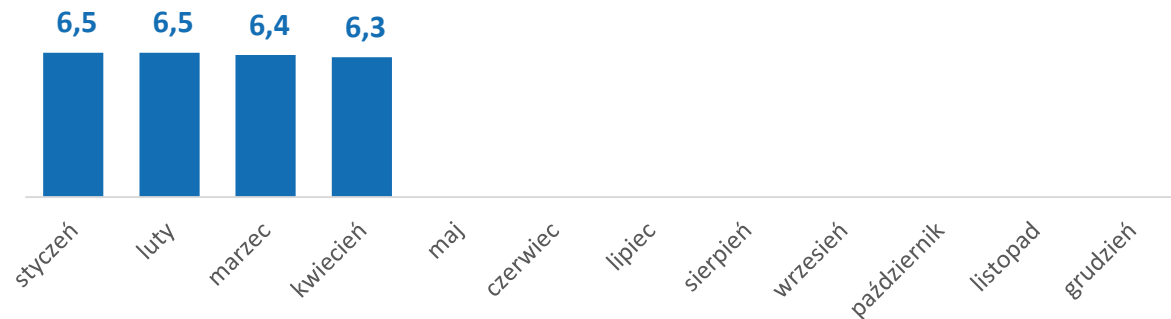 6,5 6,5 6,4 6,3
styczeń luty marzec kwiecień maj czerwiec lipiec sierpień wrzesień październik listopad grudzień